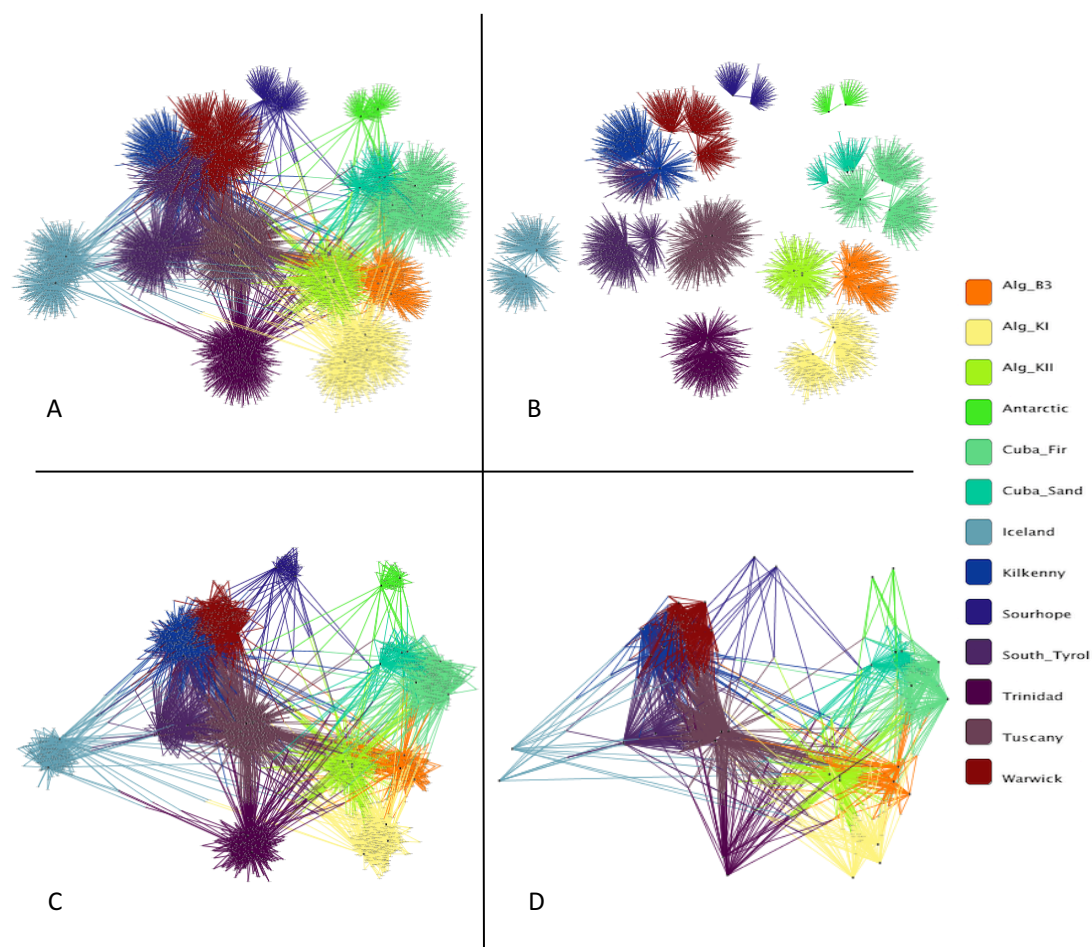 A
B
C
D
Alg_B3
Alg_KI
Alg_KII
Antarctic
Cuba_Fir
Cuba_Sand
Iceland
Kilkenny
Sourhope
South_Tyrol
Trinidad
Tuscany
Warwick